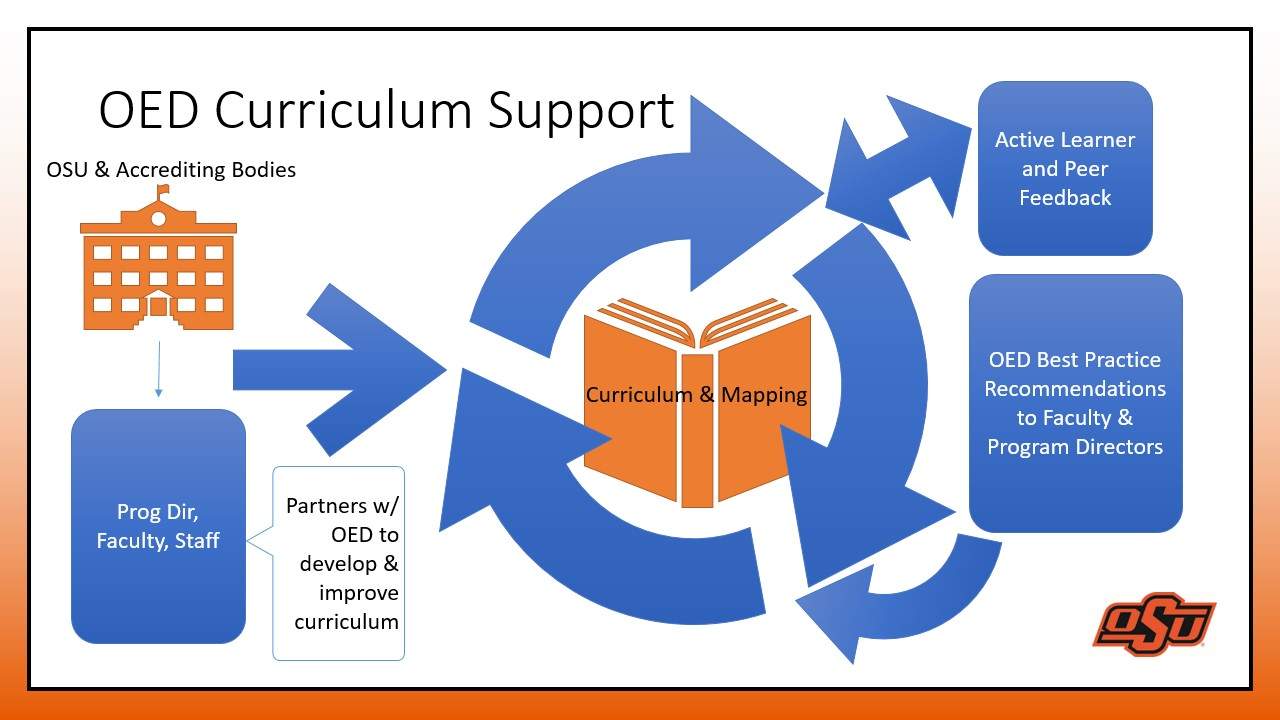 OED Curriculum Support
OSU & Accrediting Bodies
Prog Dir,
Faculty, Staff
Partners w/
OED to
develop &
improve
curriculum
Curriculum & Mapping
Active Learner
and Peer
Feedback
OED Best Practice
Recommendations
to Faculty &
Program Directors
OSU